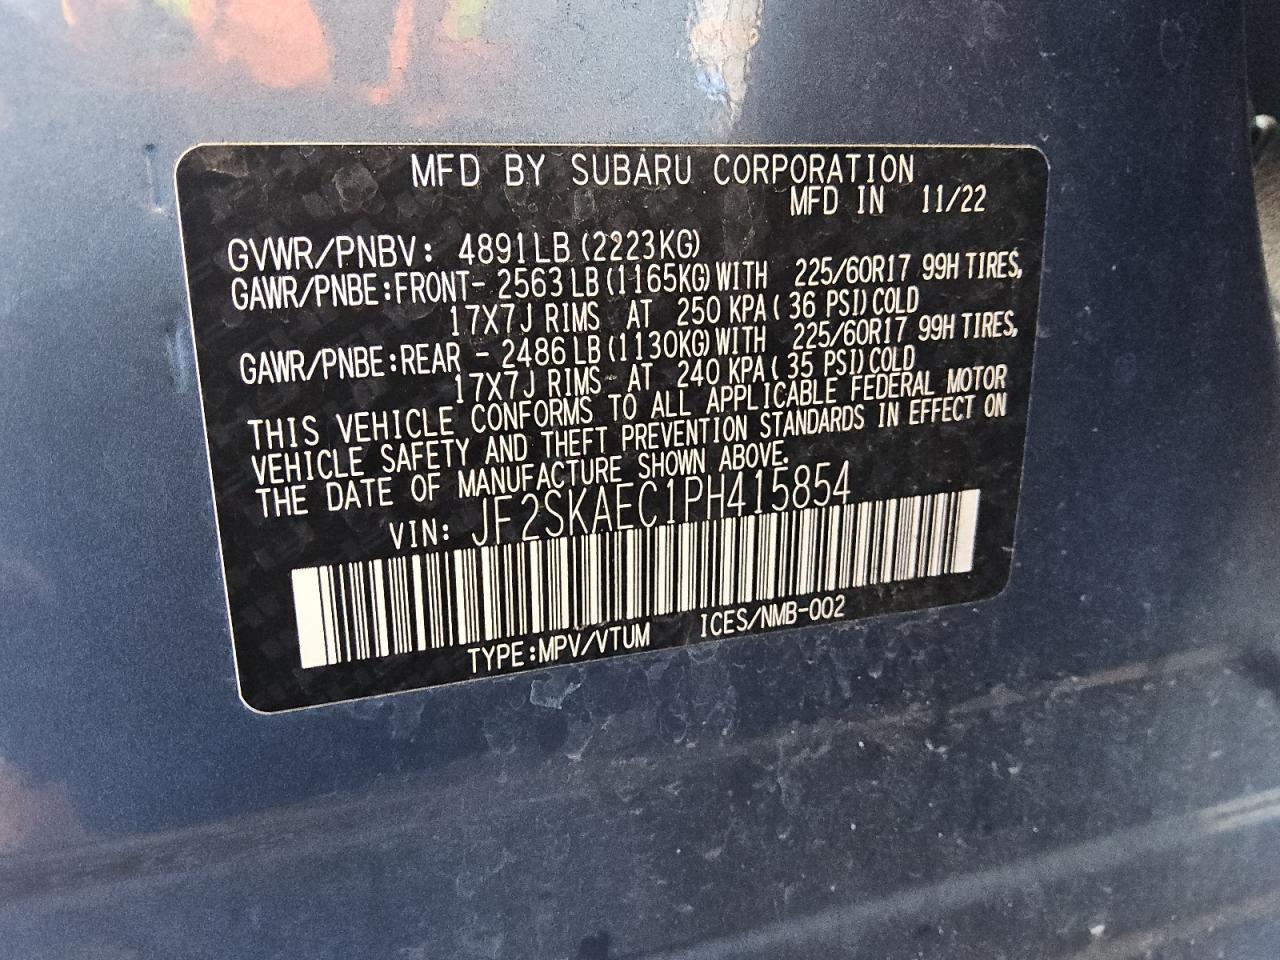 MFD BY SUBARU CORPORATION
MFD IN 11/22
GVWR/PNBV: 4891LB (2223KG)
GAWR/PNBE:FRONT- 2563 LB (1165KG) WITH 225/60R17 99H TIRES,
17X7J RIMS AT 250 KPA ( 36 PSI) COLD
GAWR/PNBE:REAR - 2486 LB (1130KG) WITH 225/60R17 99H TIRES,
17X7J RIMS AT 240 KPA ( 35 PSI) COLD
THIS VEHICLE CONFORMS TO ALL APPLICABLE FEDERAL MOTOR
VEHICLE SAFETY AND THEFT PREVENTION STANDARDS IN EFFECT ON
THE DATE OF MANUFACTURE SHOWN ABOVE.
VIN: JF2SKAEC1PH415854
TYPE:MPV/VTUM ICES/NMB-002